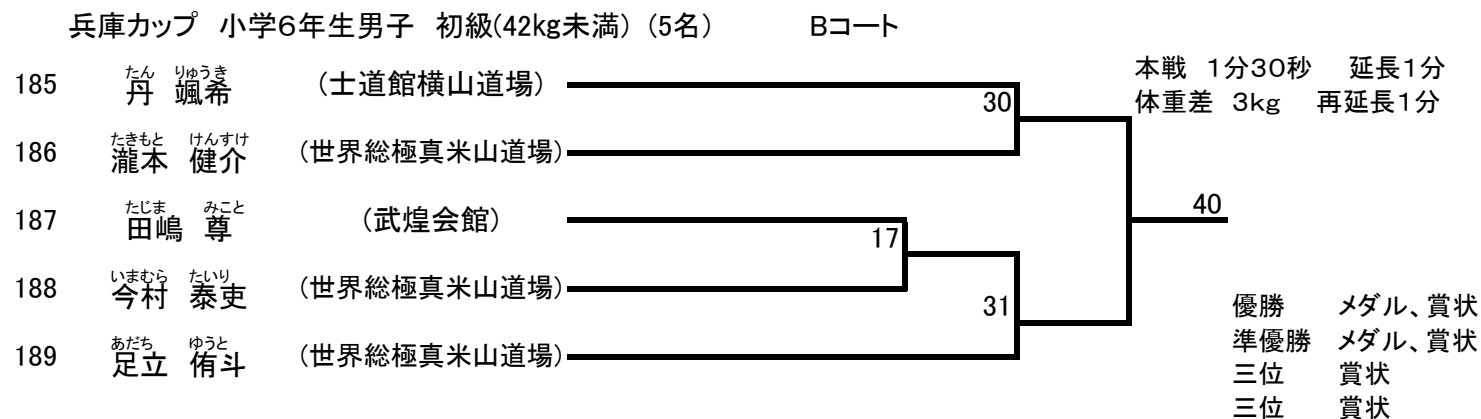 兵庫カップ 小学6年生男子 初級(42kg未満) (5名) Bコート
本戦 1分30秒 延長1分
体重差 3kg 再延長1分
たん りゅうき
185 丹 颯希 (士道館横山道場)
30
たきもと けんすけ
186 瀧本 健介 (世界総極真米山道場)
たじま みこと
187 田嶋 尊 (武煌会館)
40
17
いまむら たいり
188 今村 泰吏 (世界総極真米山道場)
31
あだち ゆうと
189 足立 侑斗 (世界総極真米山道場)
優勝 メダル、賞状
準優勝 メダル、賞状
三位 賞状
三位 賞状